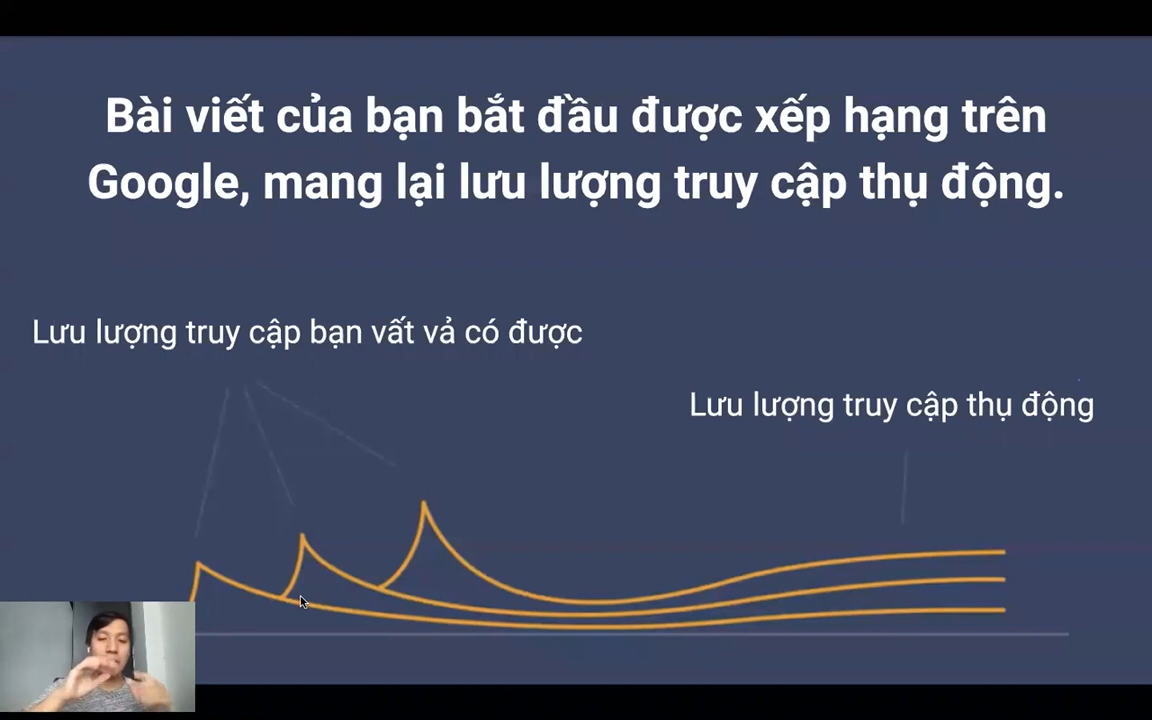 Bài viết của bạn bắt đầu được xếp hạng trên
Google, mang lại lưu lượng truy cập thụ động.
Lưu lượng truy cập bạn vất vả có được
Lưu lượng truy cập thụ động